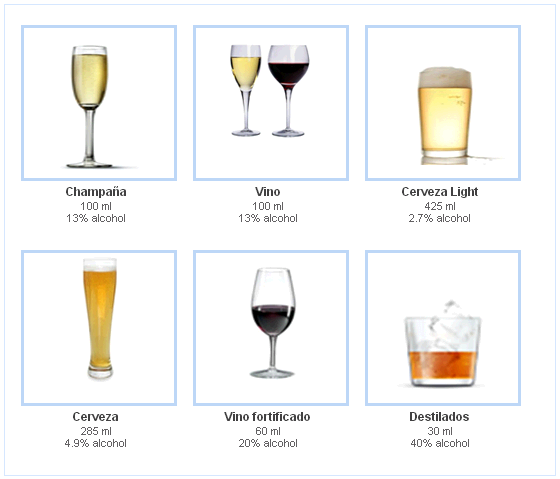 Champaña
100 ml
13% alcohol
Vino
100 ml
13% alcohol
Cerveza Light
425 ml
2.7% alcohol
Cerveza
285 ml
4.9% alcohol
Vino fortificado
60 ml
20% alcohol
Destilados
30 ml
40% alcohol